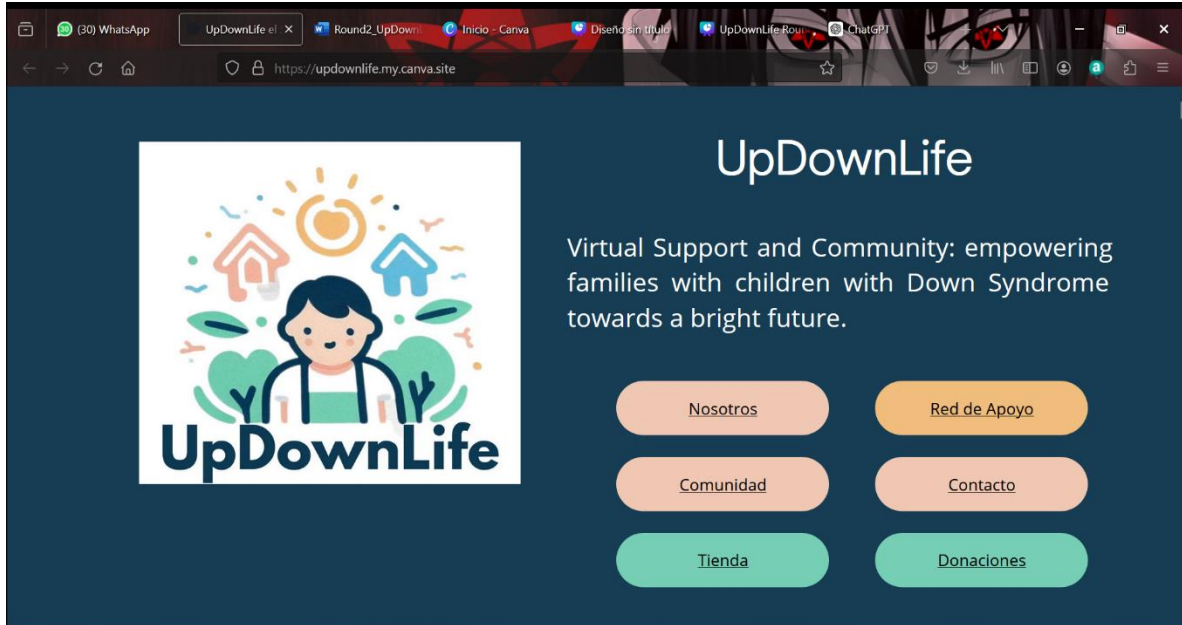 (30) WhatsApp
UpDownLife el
Round2_UpDownl
Inicio - Canva
Diseño sin título
UpDownLife Roun
ChatGPT
https://updownlife.my.canva.site
UpDownLife
UpDownLife
Virtual Support and Community: empowering
families with children with Down Syndrome
towards a bright future.
Nosotros
Red de Apoyo
Comunidad
Contacto
Tienda
Donaciones